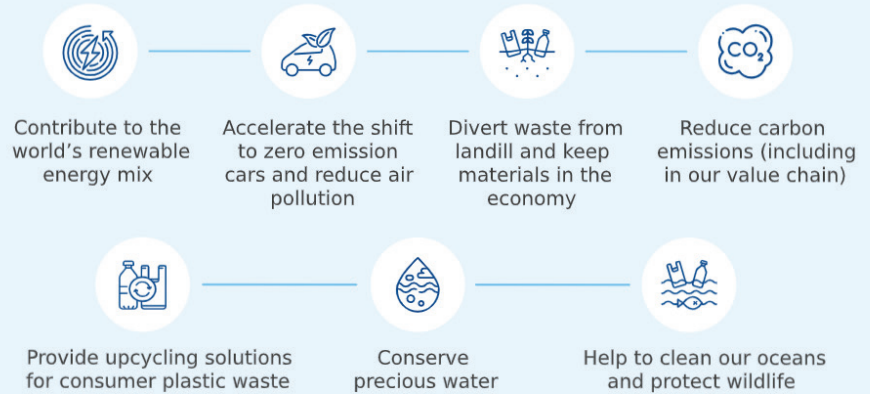 CO₂
Contribute to the
world’s renewable
energy mix
Accelerate the shift
to zero emission
cars and reduce air
pollution
Divert waste from
landill and keep
materials in the
economy
Reduce carbon
emissions (including
in our value chain)
Provide upcycling solutions
for consumer plastic waste
Conserve
precious water
Help to clean our oceans
and protect wildlife